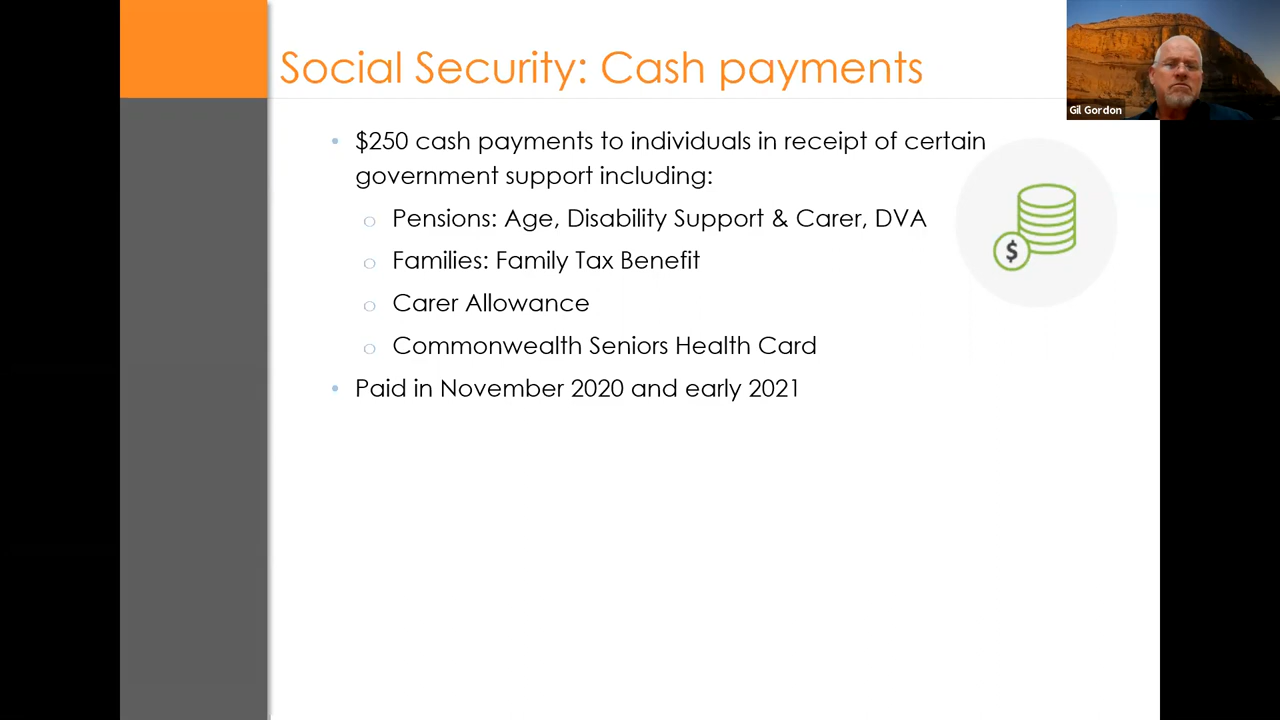 Social Security: Cash payments
Gil Gordon
• $250 cash payments to individuals in receipt of certain
government support including:
o Pensions: Age, Disability Support & Carer, DVA
o Families: Family Tax Benefit
o Carer Allowance
o Commonwealth Seniors Health Card
• Paid in November 2020 and early 2021
$